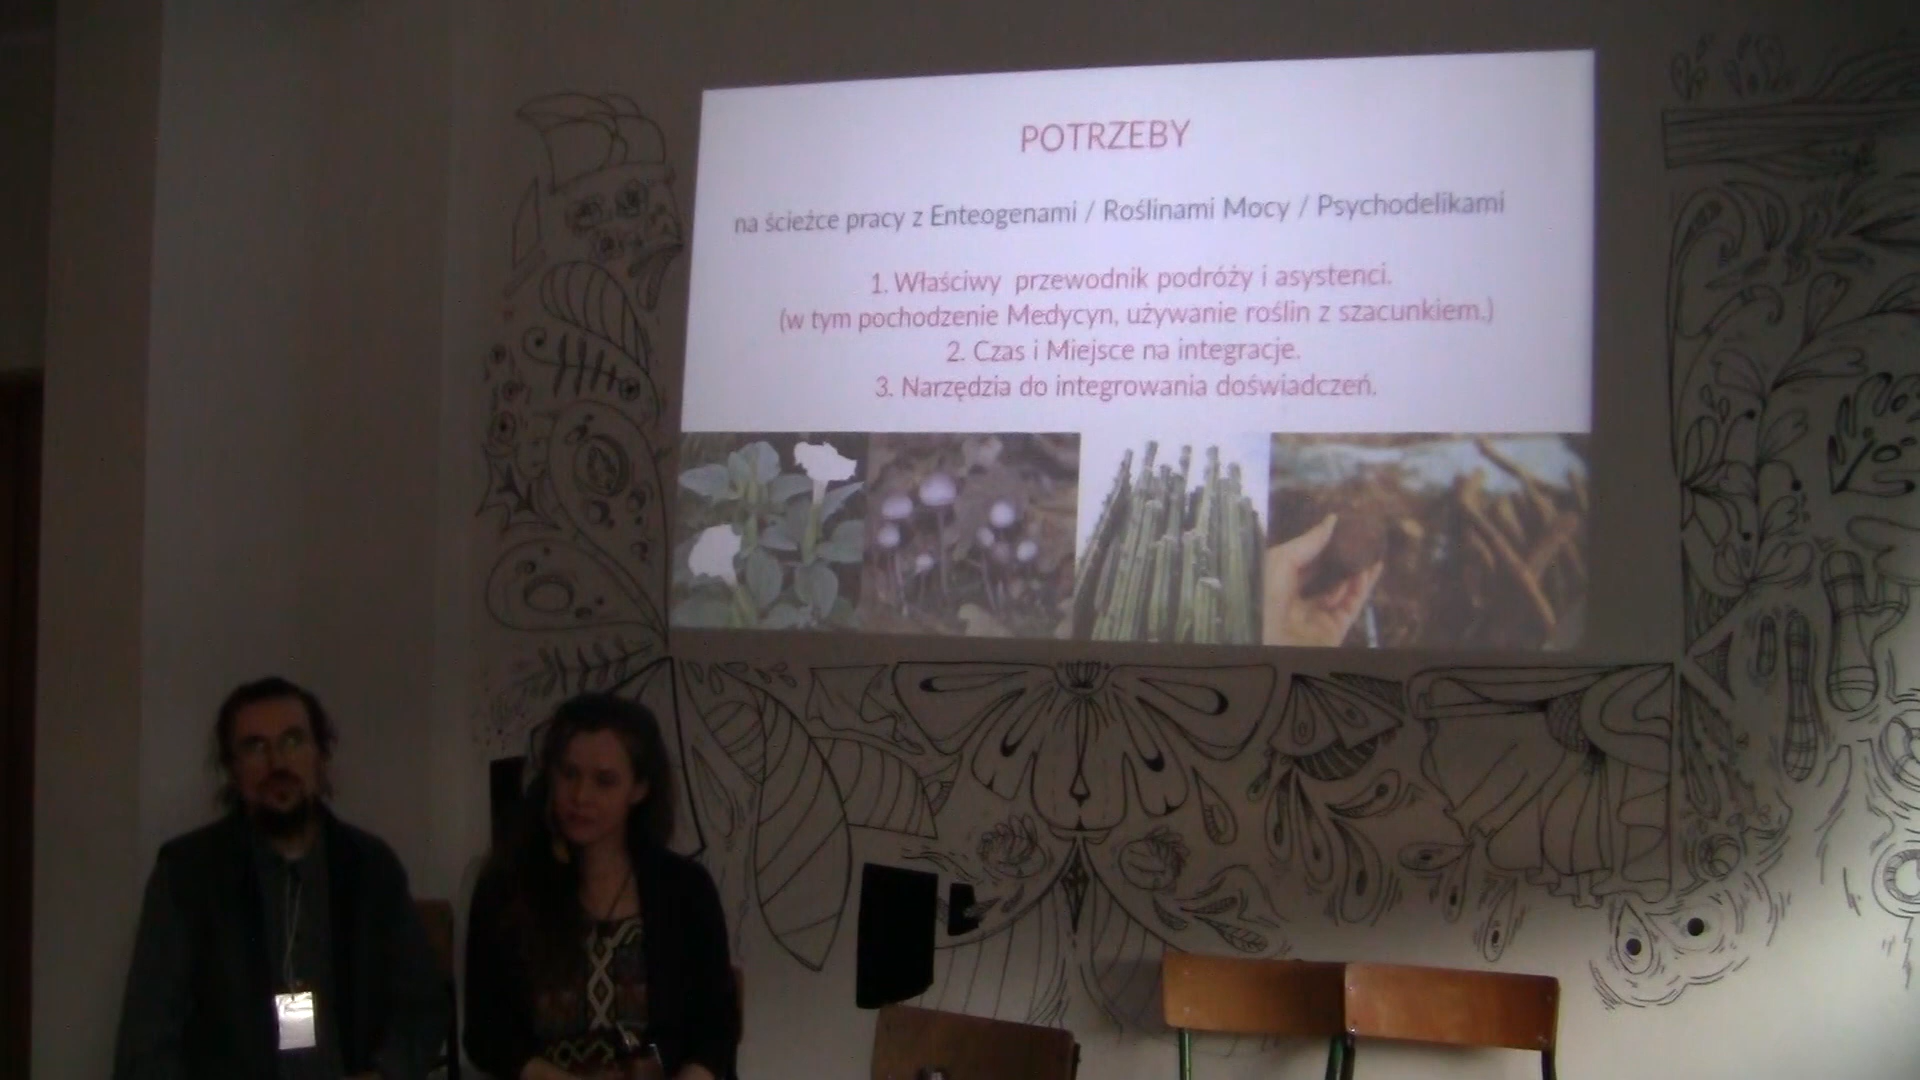 POTRZEBY
na ścieżce pracy z Enteogenami / Roślinami Mocy / Psychodelikami
1. Właściwy przewodnik podróży i asystenci.
(w tym pochodzenie Medycyn, używanie roślin z szacunkiem.)
2. Czas i Miejsce na integracje.
3. Narzędzia do integrowania doświadczeń.